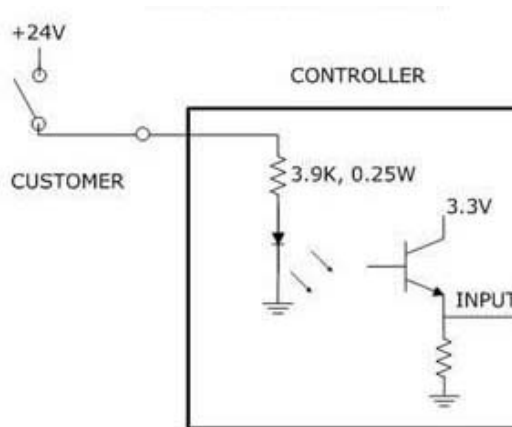 +24V
CONTROLLER
CUSTOMER
3.9K, 0.25W
3.3V
INPUT